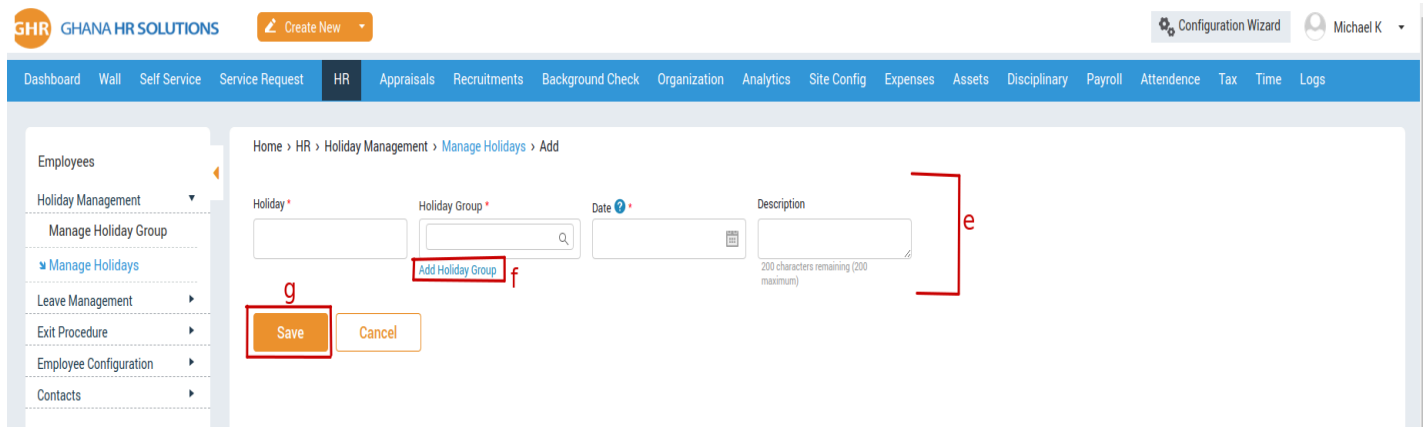 GHR GHANA HR SOLUTIONS Create New Configuration Wizard Michael K
Dashboard Wall Self Service Service Request HR Appraisals Recruitments Background Check Organization Analytics Site Config Expenses Assets Disciplinary Payroll Attendence Tax Time Logs
Home › HR › Holiday Management › Manage Holidays › Add
Employees
Holiday Management
Manage Holiday Group
Manage Holidays
Leave Management
Exit Procedure
Employee Configuration
Contacts
Holiday * Holiday Group * Date ? * Description
e
Add Holiday Group f
200 characters remaining (200
maximum)
g
Save Cancel